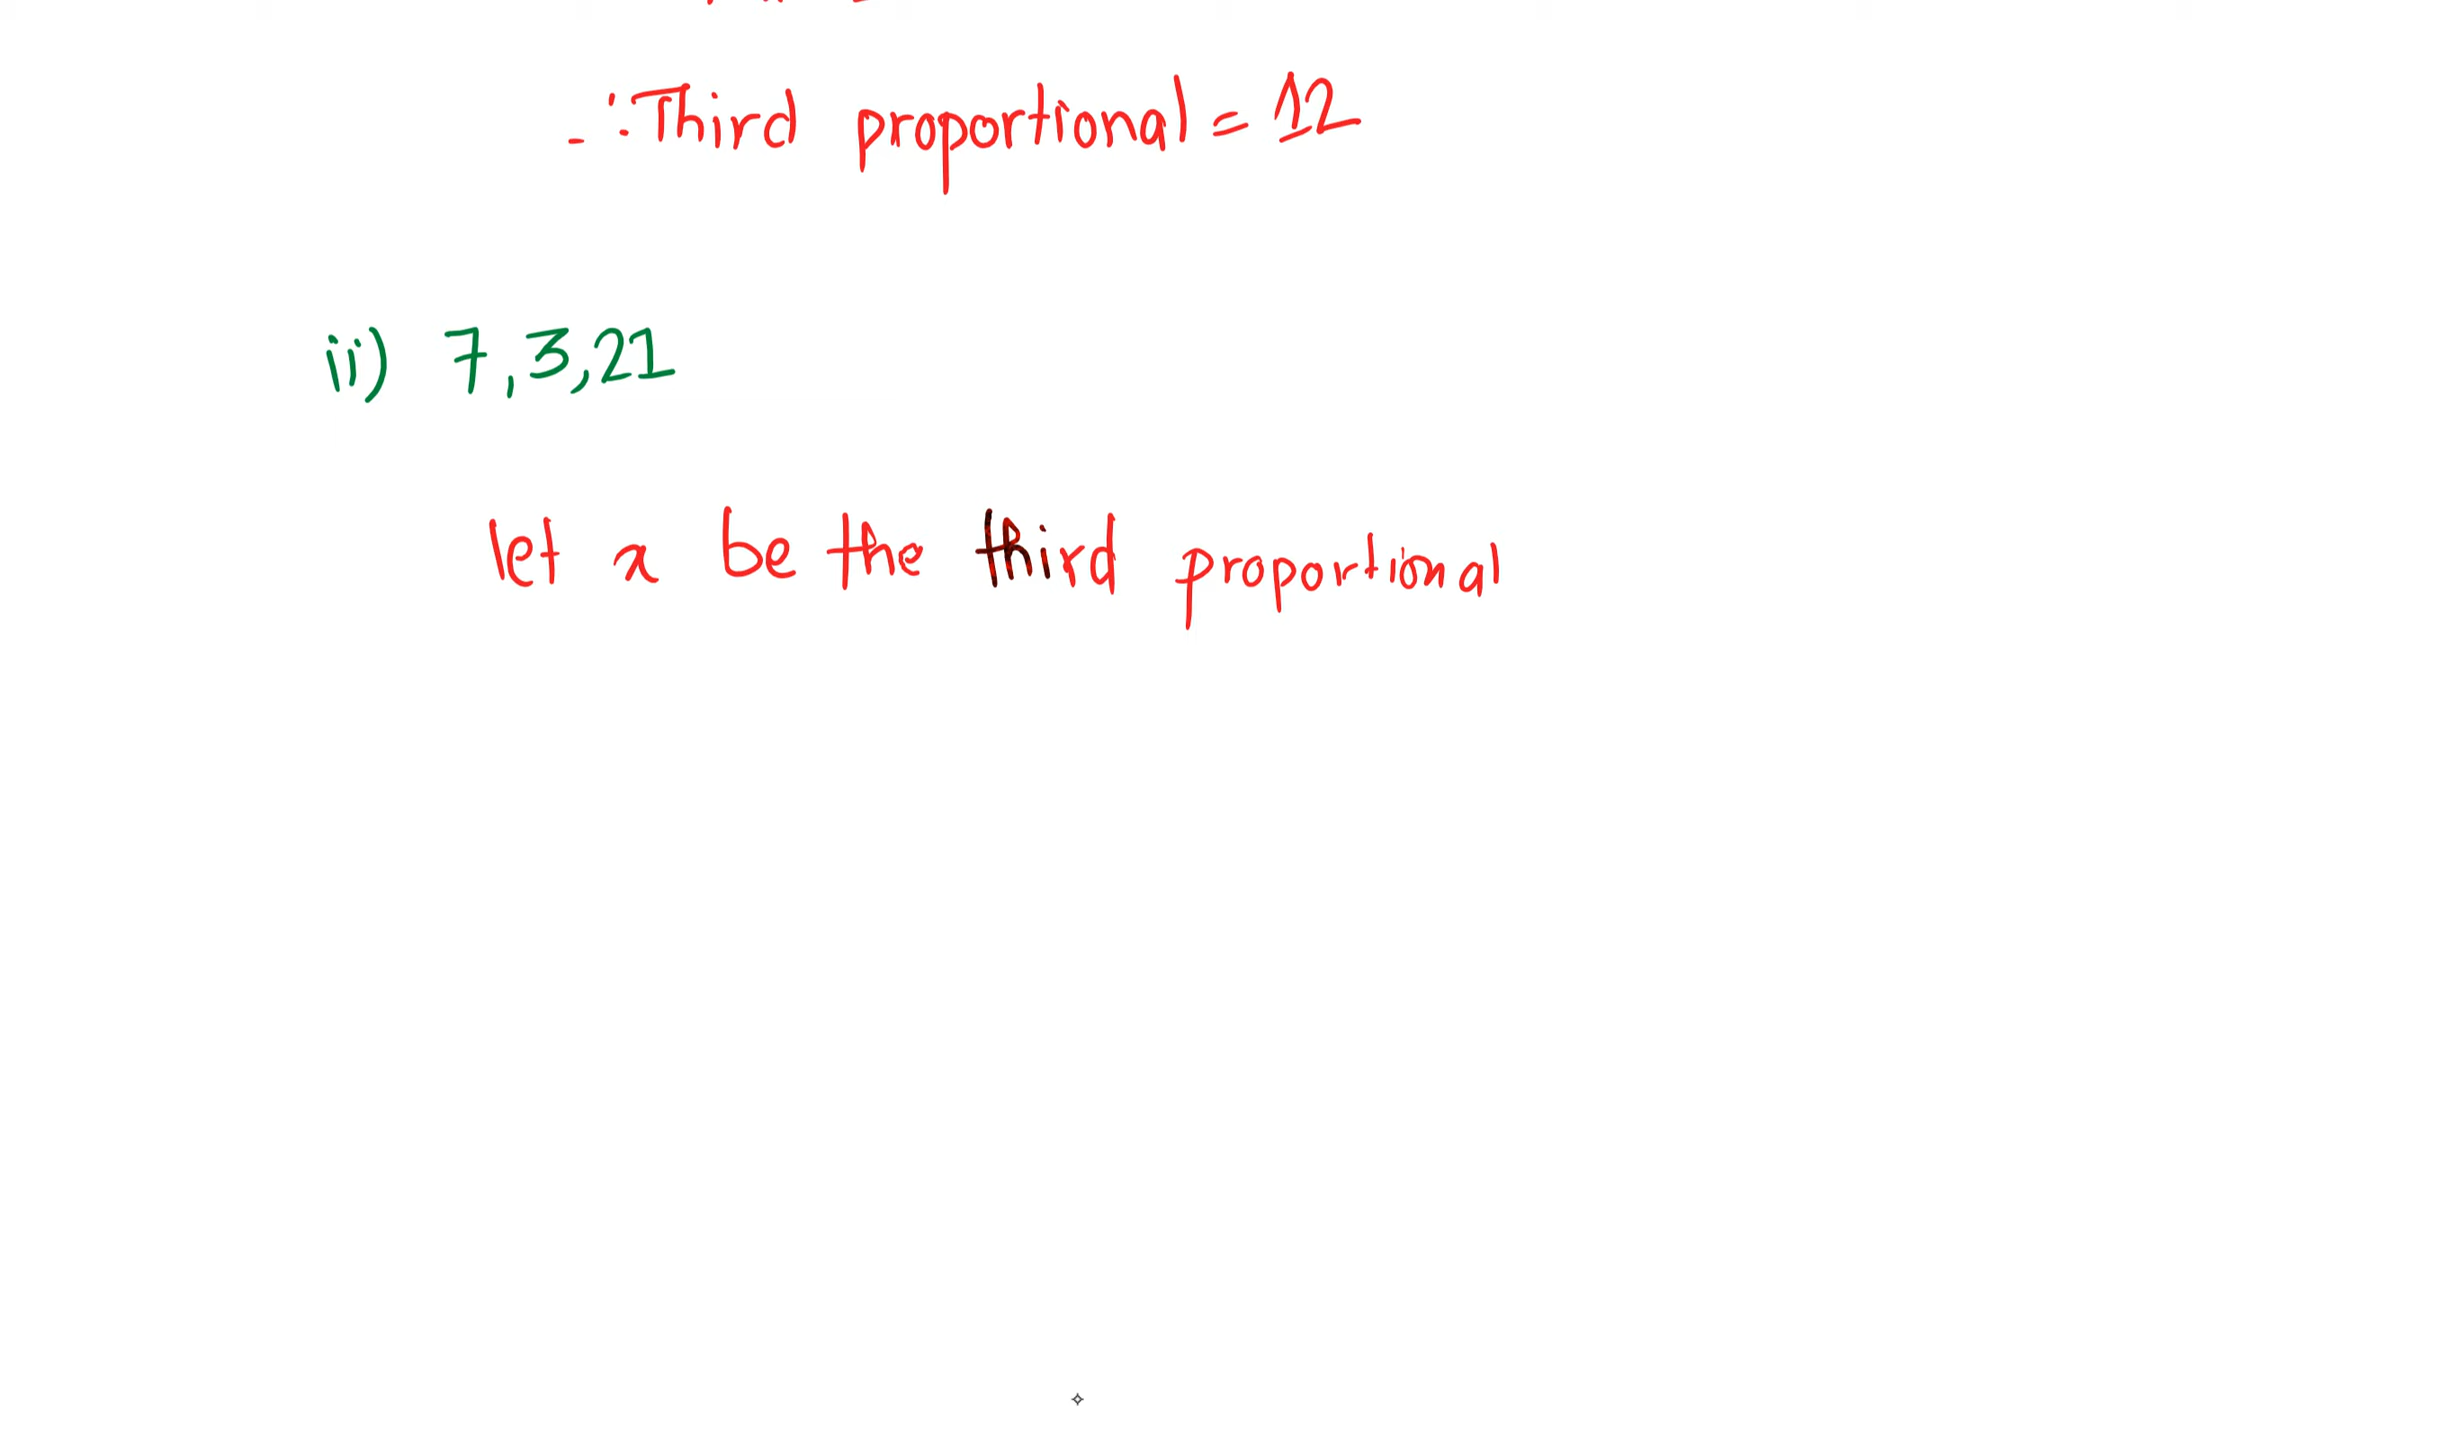 ∴ Third proportional = 12
ii) 7,3,21
let x be the third proportional